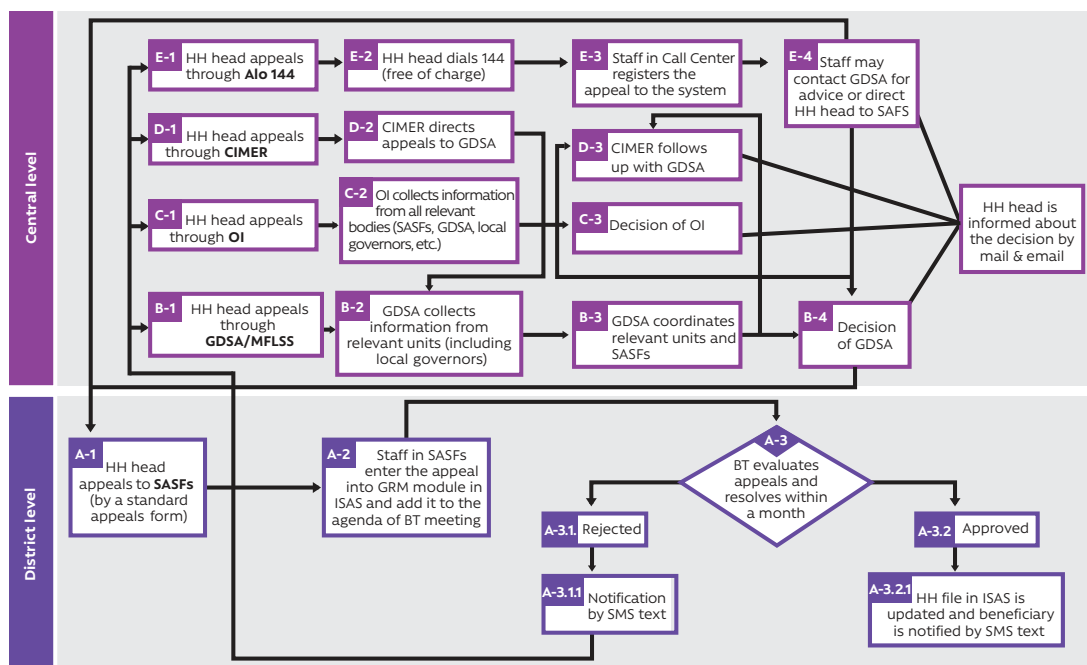 Central level
E-1 HH head appeals
through Alo 144
E-2 HH head dials 144
(free of charge)
E-3 Staff in Call Center
registers the
appeal to the system
E-4 Staff may
contact GDSA for
advice or direct
HH head to SAFS
D-1 HH head appeals
through CIMER
D-2 CIMER directs
appeals to GDSA
D-3 CIMER follows
up with GDSA
C-1 HH head appeals
through OI
C-2 OI collects information
from all relevant
bodies (SASFs, GDSA, local
governors, etc.)
C-3 Decision of OI
HH head is
informed about
the decision by
mail & email
B-1 HH head appeals
through
GDSA/MFLSS
B-2 GDSA collects
information from
relevant units (including
local governors)
B-3 GDSA coordinates
relevant units and
SASFs
B-4 Decision
of GDSA
District level
A-1 HH head
appeals to SASFs
(by a standard
appeals form)
A-2 Staff in SASFs
enter the appeal
into GRM module in
ISAS and add it to the
agenda of BT meeting
A-3
BT evaluates
appeals and
resolves within
a month
A-3.1. Rejected
A-3.2 Approved
A-3.1.1 Notification
by SMS text
A-3.2.1 HH file in ISAS is
updated and beneficiary
is notified by SMS text